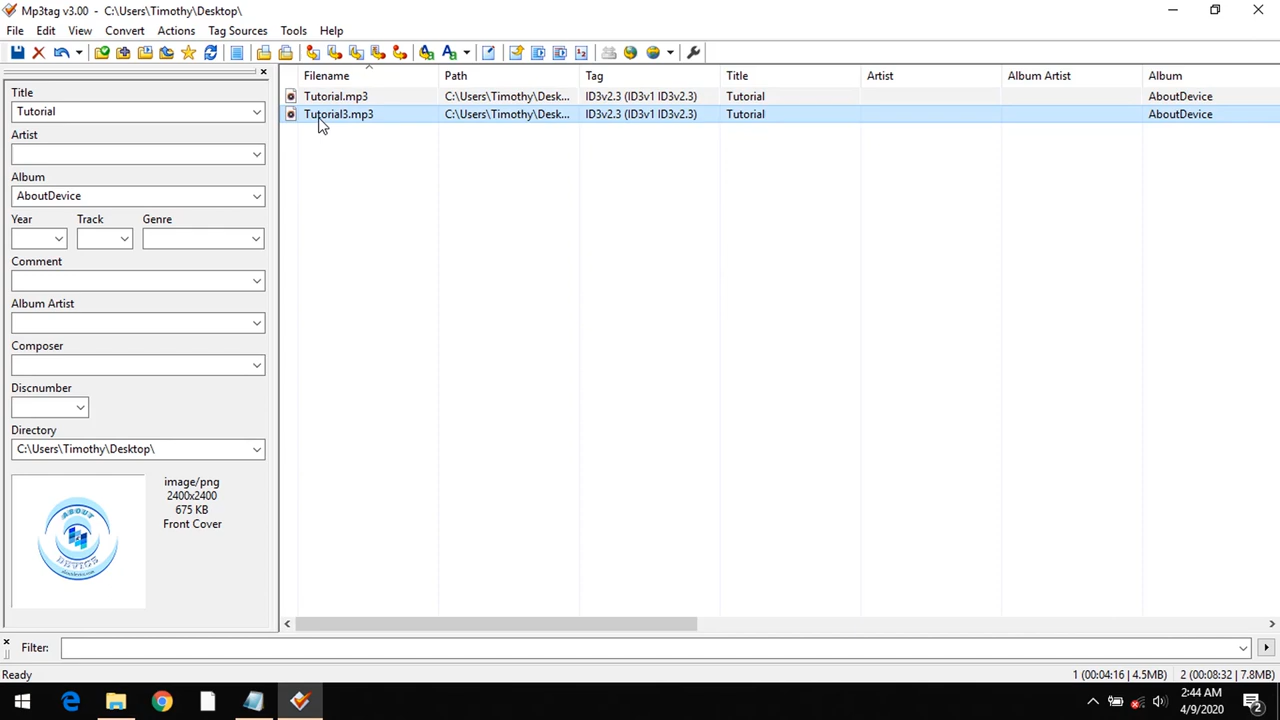 Mp3tag v3.00 - C:\Users\Timothy\Desktop\
File Edit View Convert Actions Tag Sources Tools Help
Filename Path Tag Title Artist Album Artist Album
Tutorial.mp3 C:\Users\Timothy\Desk... ID3v2.3 (ID3v1 ID3v2.3) Tutorial AboutDevice
Tutorial3.mp3 C:\Users\Timothy\Desk... ID3v2.3 (ID3v1 ID3v2.3) Tutorial AboutDevice
Title
Tutorial
Artist
Album
AboutDevice
Year Track Genre
Comment
Album Artist
Composer
Discnumber
Directory
C:\Users\Timothy\Desktop\
ABOUT
DEVICE
image/png
2400x2400
675 KB
Front Cover
Filter:
Ready 1 (00:04:16 | 4.5MB) 2 (00:08:32 | 7.8MB)
2:44 AM
4/9/2020
2